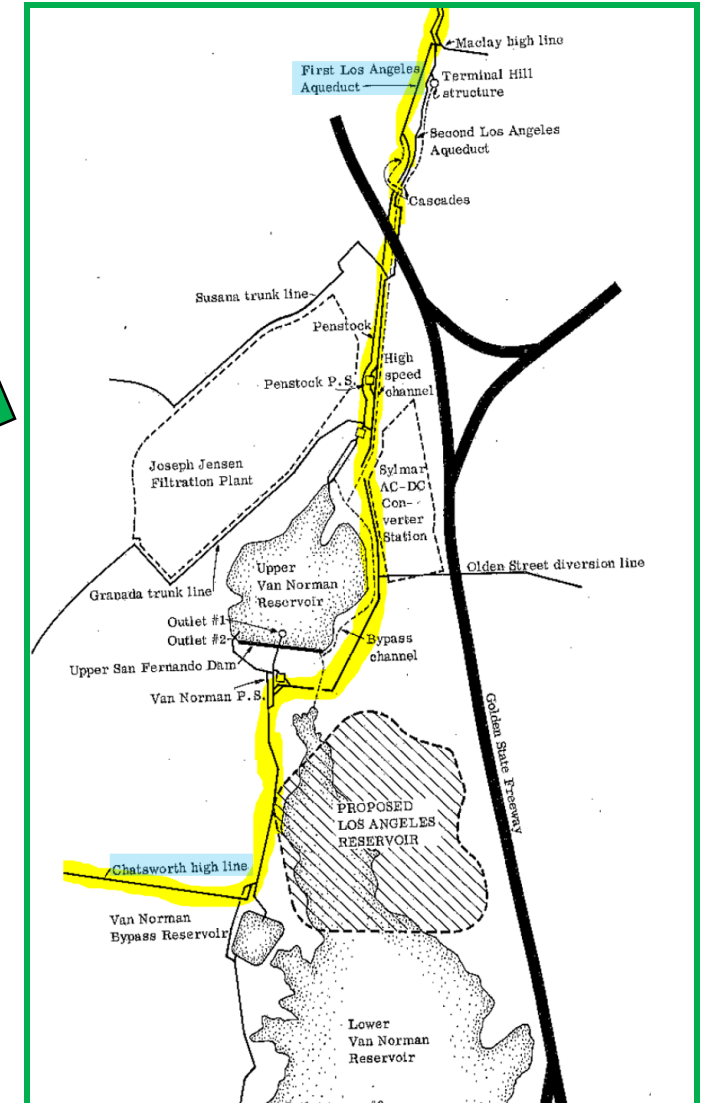 Maclay high line
First Los Angeles
Aqueduct
Terminal Hill
structure
Second Los Angeles
Aqueduct
Cascades
Susana trunk line
Penstock
High
speed
channel
Penstock P.S.
Joseph Jensen
Filtration Plant
Sylmar
AC-DC
Con-
verter
Station
Upper
Van Norman
Reservoir
Olden Street diversion line
Granada trunk line
Outlet #1
Outlet #2
Upper San Fernando Dam
Bypass
channel
Van Norman P.S.
Golden State Freeway
PROPOSED
LOS ANGELES
RESERVOIR
Chatsworth high line
Van Norman
Bypass Reservoir
Lower
Van Norman
Reservoir